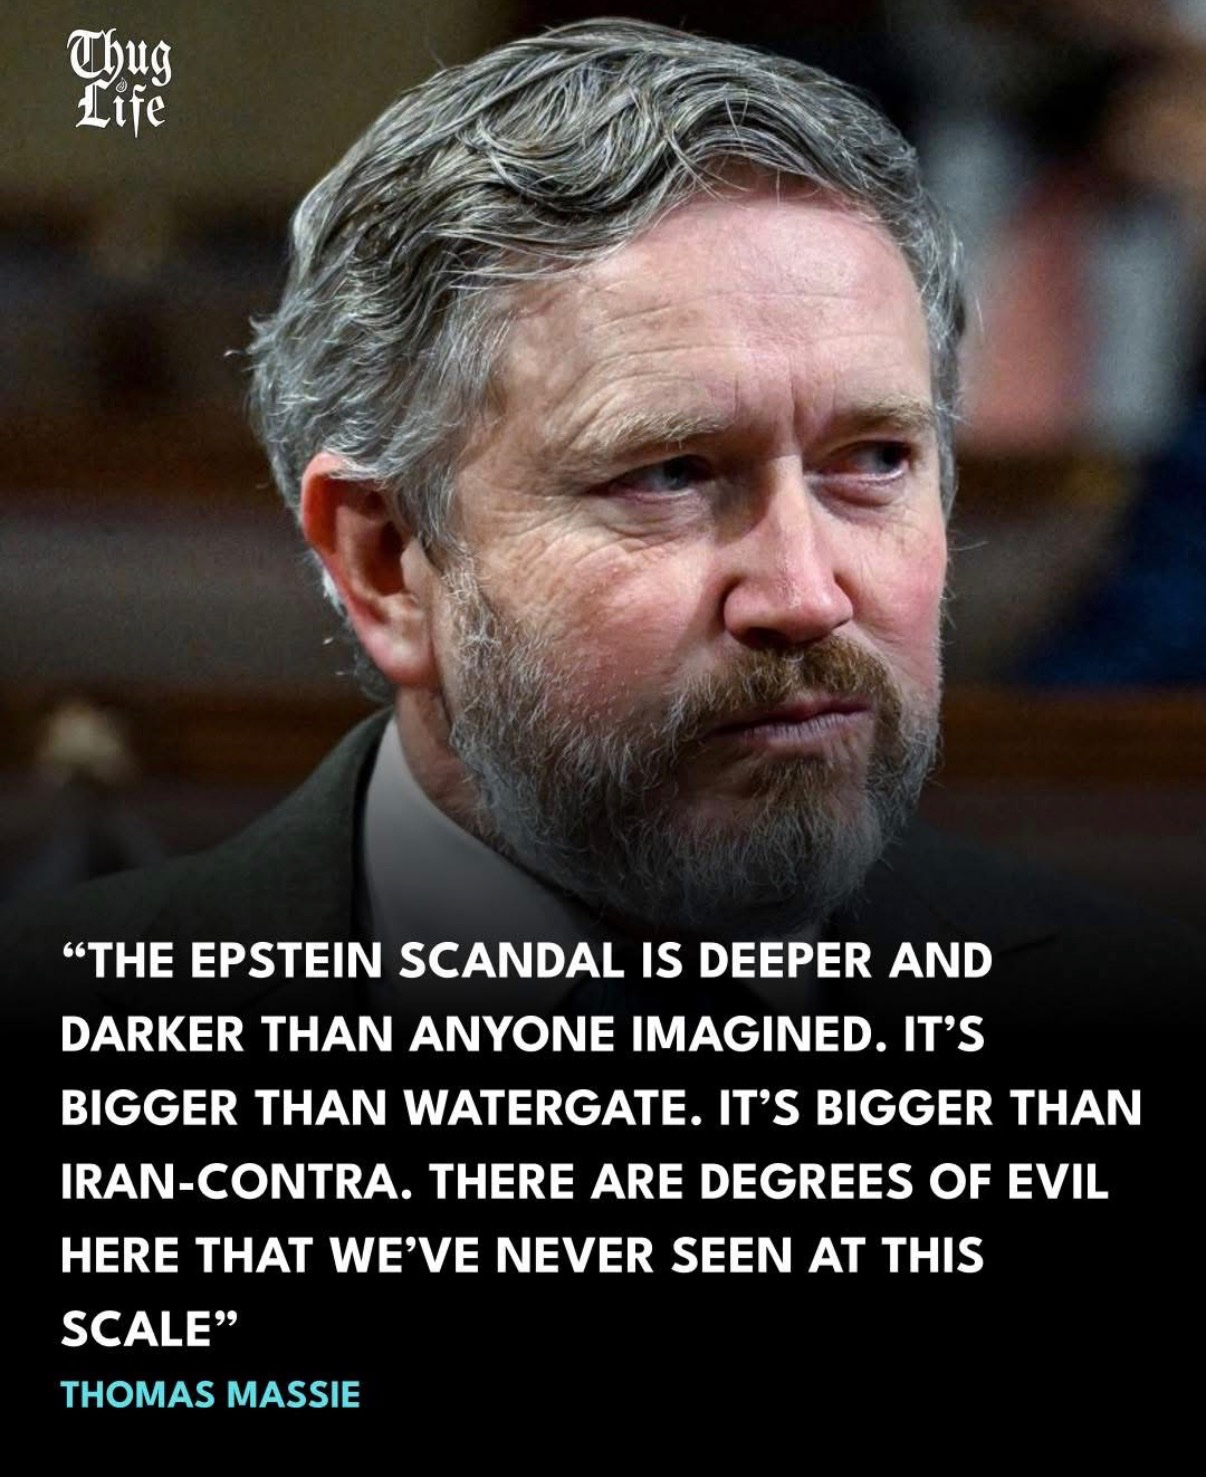 Thug
Life
“THE EPSTEIN SCANDAL IS DEEPER AND
DARKER THAN ANYONE IMAGINED. IT’S
BIGGER THAN WATERGATE. IT’S BIGGER THAN
IRAN-CONTRA. THERE ARE DEGREES OF EVIL
HERE THAT WE’VE NEVER SEEN AT THIS
SCALE”
THOMAS MASSIE